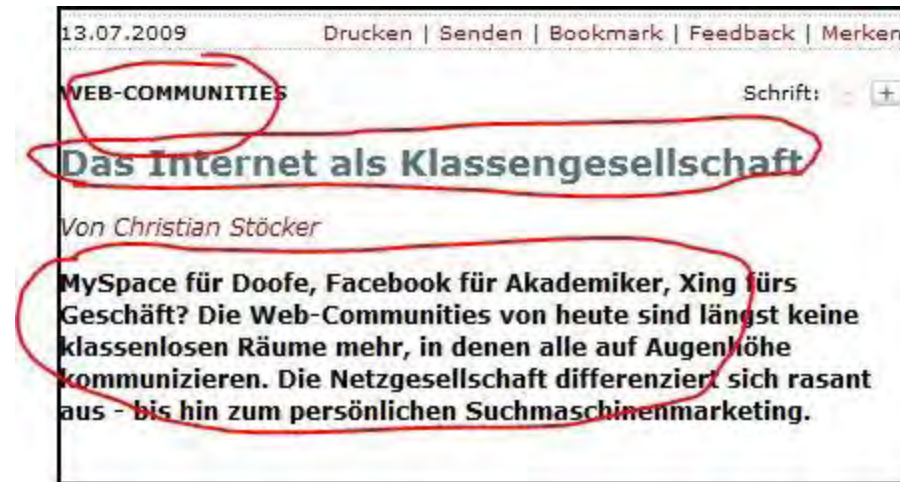 13.07.2009 Drucken | Senden | Bookmark | Feedback | Merken
WEB-COMMUNITIES Schrift: - +
Das Internet als Klassengesellschaft
Von Christian Stöcker
MySpace für Doofe, Facebook für Akademiker, Xing fürs
Geschäft? Die Web-Communities von heute sind längst keine
klassenlosen Räume mehr, in denen alle auf Augenhöhe
kommunizieren. Die Netzgesellschaft differenziert sich rasant
aus - bis hin zum persönlichen Suchmaschinenmarketing.